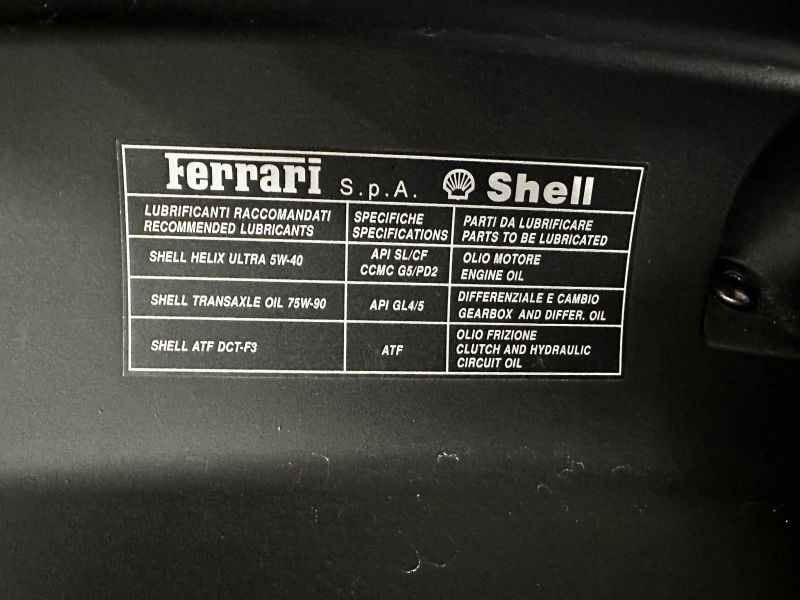 Ferrari S.p.A. Shell
LUBRIFICANTI RACCOMANDATI
RECOMMENDED LUBRICANTS
SPECIFICHE
SPECIFICATIONS
PARTI DA LUBRIFICARE
PARTS TO BE LUBRICATED
SHELL HELIX ULTRA 5W-40
API SL/CF
CCMC G5/PD2
OLIO MOTORE
ENGINE OIL
SHELL TRANSAXLE OIL 75W-90
API GL4/5
DIFFERENZIALE E CAMBIO
GEARBOX AND DIFFER. OIL
SHELL ATF DCT-F3
ATF
OLIO FRIZIONE
CLUTCH AND HYDRAULIC
CIRCUIT OIL